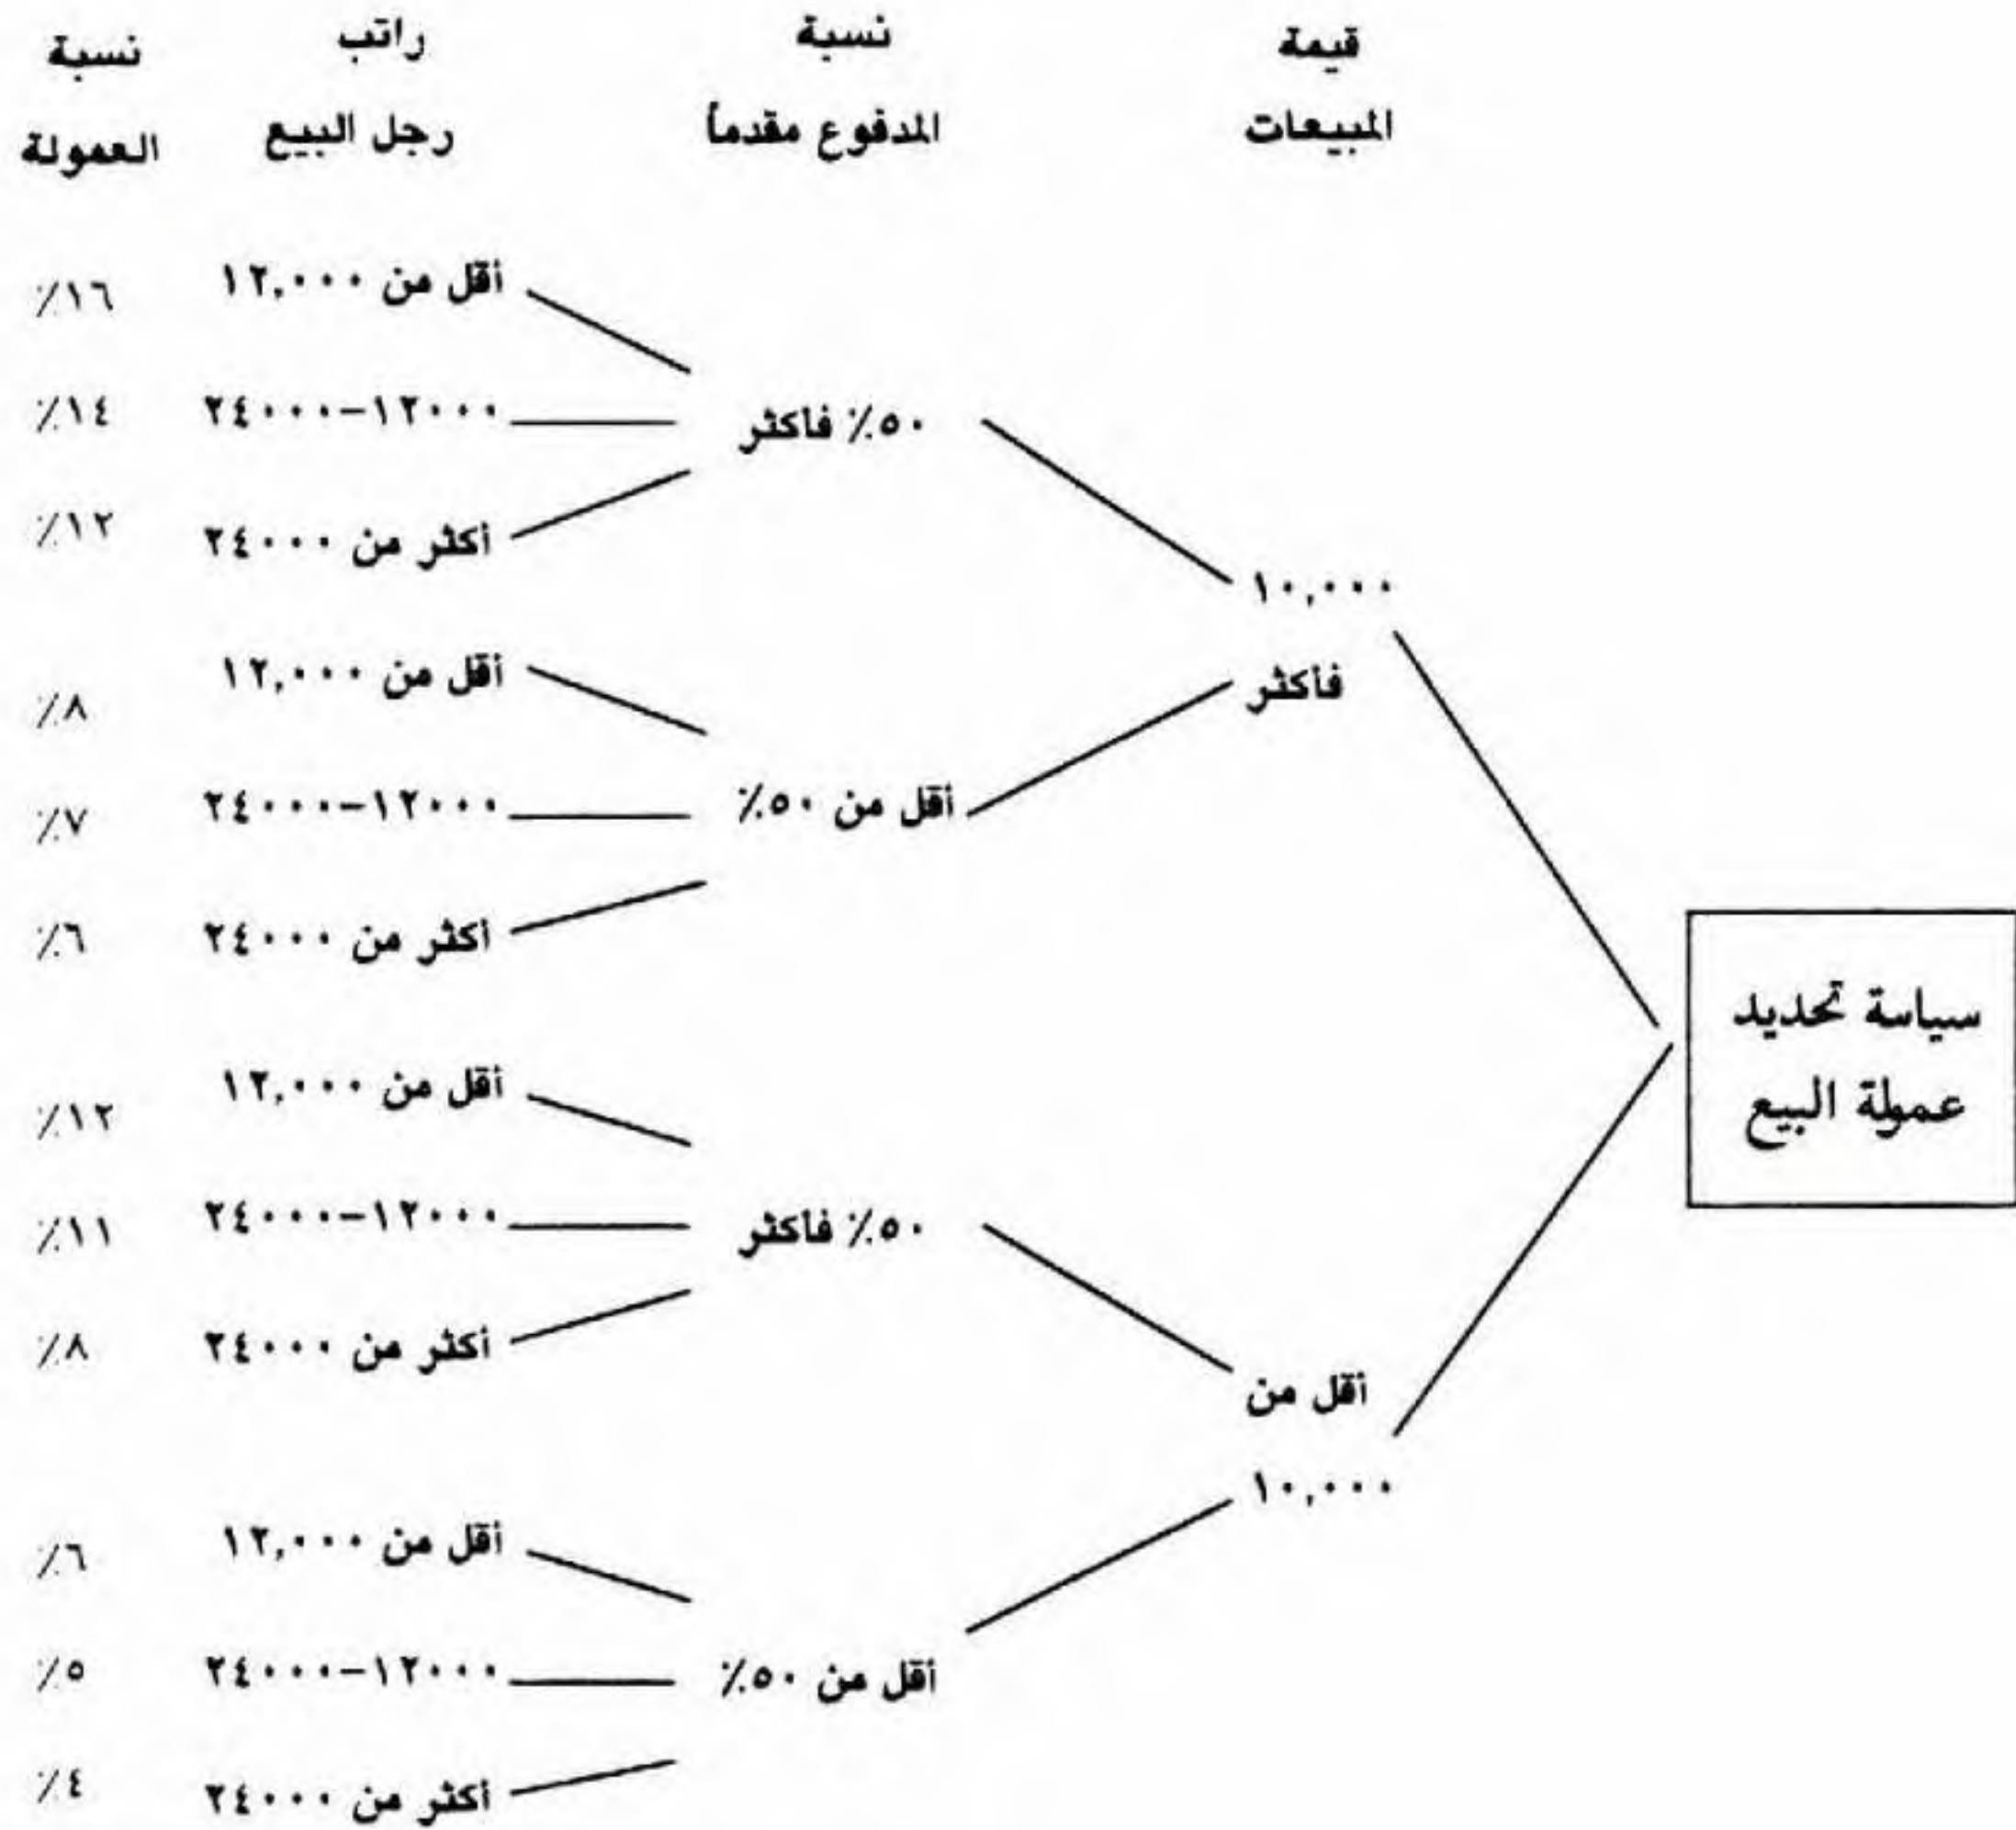 قيمة
المبيعات
نسبة
المدفوع مقدماً
راتب
رجل البيع
نسبة
العمولة
سياسة تحديد
عمولة البيع
١٠,٠٠٠
فأكثر
٥٠٪ فاكثر
أقل من ١٢,٠٠٠
٪١٦
١٢٠٠٠–٢٤٠٠٠
٪١٤
أكثر من ٢٤٠٠٠
٪١٢
أقل من ٥٠٪
أقل من ١٢,٠٠٠
٪٨
١٢٠٠٠–٢٤٠٠٠
٪٧
أكثر من ٢٤٠٠٠
٪٦
أقل من
١٠,٠٠٠
٥٠٪ فاكثر
أقل من ١٢,٠٠٠
٪١٢
١٢٠٠٠–٢٤٠٠٠
٪١١
أكثر من ٢٤٠٠٠
٪٨
أقل من ٥٠٪
أقل من ١٢,٠٠٠
٪٦
١٢٠٠٠–٢٤٠٠٠
٪٥
أكثر من ٢٤٠٠٠
٪٤